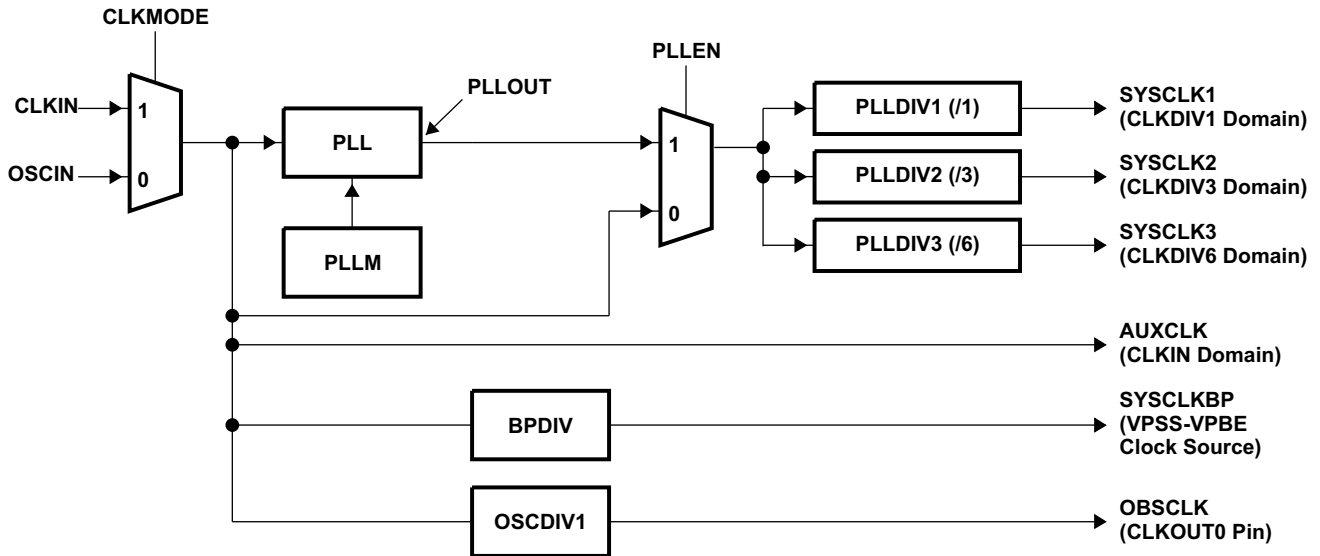 CLKMODE
CLKIN
1
OSCIN
0
PLL
PLLOUT
PLLM
PLLEN
1
0
PLLDIV1 (/1)
SYSCLK1
(CLKDIV1 Domain)
PLLDIV2 (/3)
SYSCLK2
(CLKDIV3 Domain)
PLLDIV3 (/6)
SYSCLK3
(CLKDIV6 Domain)
AUXCLK
(CLKIN Domain)
BPDIV
SYSCLKBP
(VPSS-VPBE
Clock Source)
OSCDIV1
OBSCLK
(CLKOUT0 Pin)